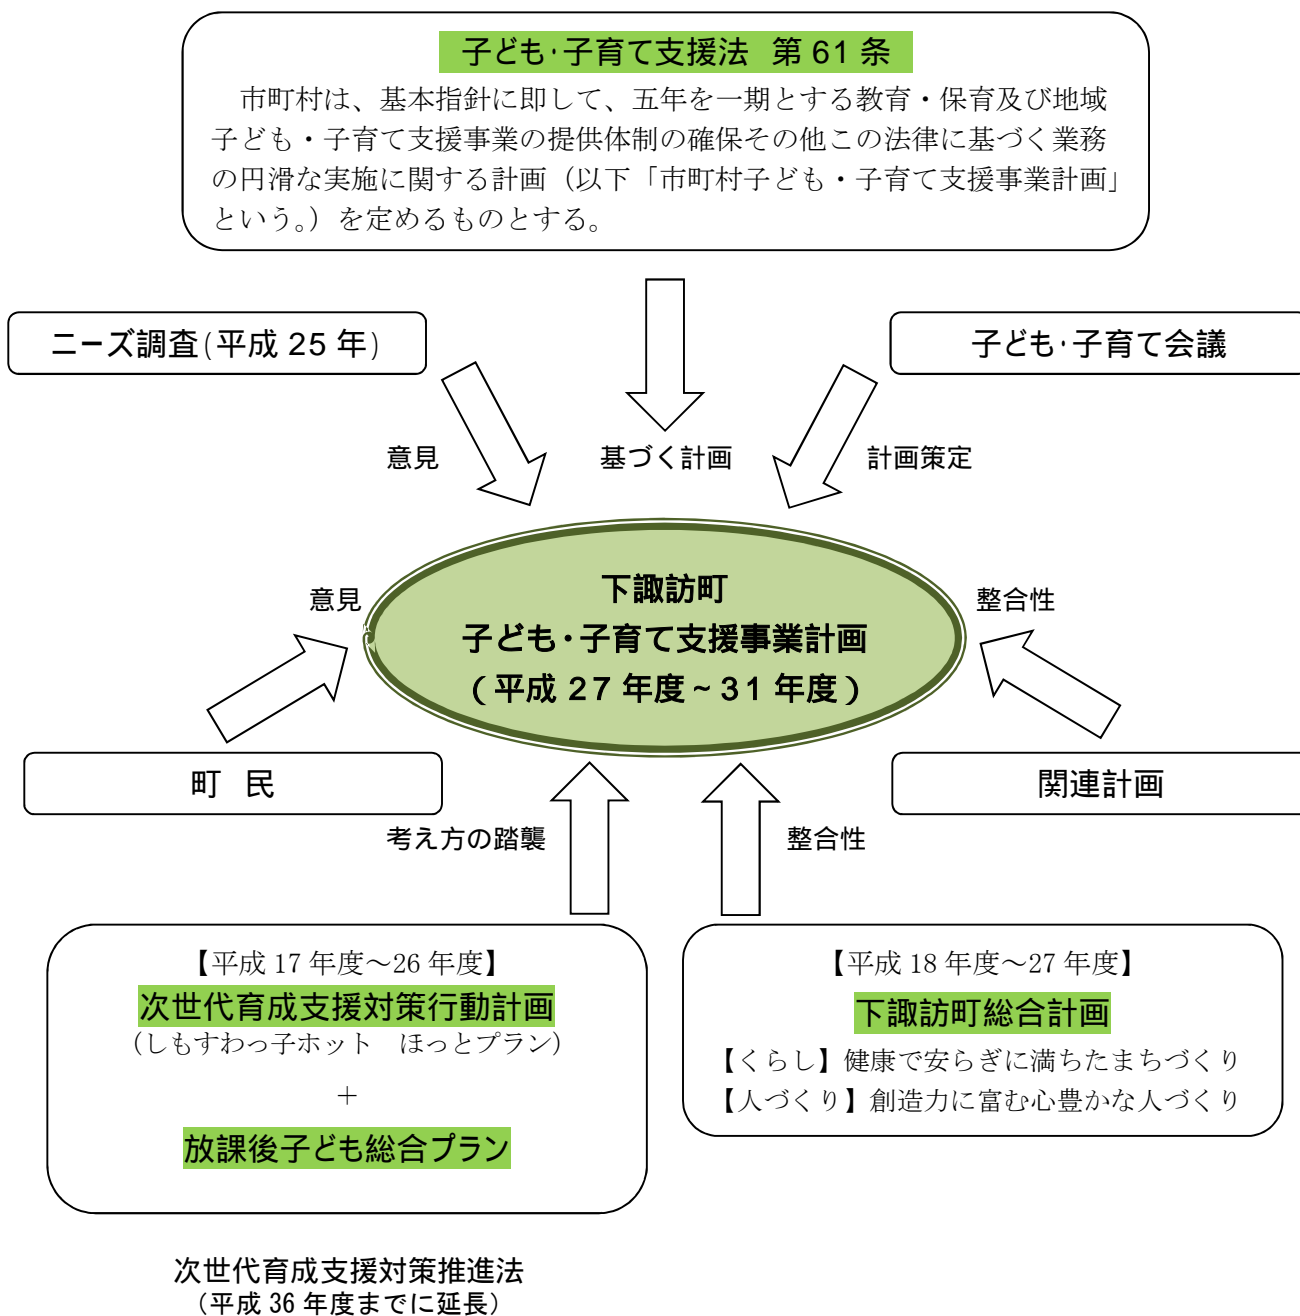 子ども・子育て支援法 第 61 条
市町村は、基本指針に即して、五年を一期とする教育・保育及び地域
子ども・子育て支援事業の提供体制の確保その他この法律に基づく業務
の円滑な実施に関する計画（以下「市町村子ども・子育て支援事業計画」
という。）を定めるものとする。
ニーズ調査(平成 25 年)
子ども・子育て会議
意見
基づく計画
計画策定
意見
整合性
下諏訪町
子ども・子育て支援事業計画
（平成 27 年度～31 年度）
町 民
関連計画
考え方の踏襲
整合性
【平成 17 年度～26 年度】
次世代育成支援対策行動計画
（しもすわっ子ホット ほっとプラン）
＋
放課後子ども総合プラン
【平成 18 年度～27 年度】
下諏訪町総合計画
【くらし】健康で安らぎに満ちたまちづくり
【人づくり】創造力に富む心豊かな人づくり
次世代育成支援対策推進法
（平成 36 年度までに延長）